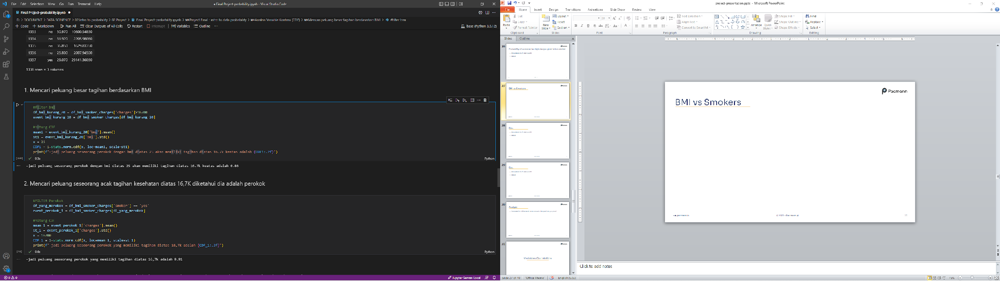 File Edit Selection View Go Run Terminal Help
● Final Project-probability.ipynb - Visual Studio Code
Final Project-probability.ipynb ●
D: > DOCUMENT > DATA SCINENCE > 02.Intro to probability > 02.Project > Final Project-probability.ipynb > M+Project Final - intro to data probability > M+Analisa Variable Kontinu (CDF) > M+Mencari peluang besar tagihan berdasarkan BMI > #filter bmi
+ Code + Markdown Run All Clear Outputs of All Cells Restart Interrupt Variables Outline ...
base (Python 3.9.12)
1333 no 30.970 10600.54830
1334 no 31.920 2205.98080
1335 no 36.850 1629.83350
1336 no 25.800 2007.94500
1337 yes 29.070 29141.36030
1338 rows × 3 columns
1. Mencari peluang besar tagihan berdasarkan BMI
#filter bmi
df_bmi_kurang_20 = df_bmi_smoker_charges['charges']>16700
event_bmi_kurang_20 = df_bmi_smoker_charges[df_bmi_kurang_20]
#hitung CDF
mean1 = event_bmi_kurang_20['bmi'].mean()
st1 = event_bmi_kurang_20['bmi'].std()
x = 25
CDF1 = 1-stats.norm.cdf(x, loc=mean1, scale=st1)
print(f"-jadi peluang seseorang perokok dengan bmi diatas 25 akan memiliki tagihan diatas 16.7k keatas adalah {CDF1:.2f}")
0.5s
Python
-jadi peluang seseorang perokok dengan bmi diatas 25 akan memiliki tagihan diatas 16.7k keatas adalah 0.86
2. Mencari peluang seseorang acak tagihan kesehatan diatas 16,7K diketahui dia adalah perokok
#FILTER Perokok
df_yang_merokok = df_bmi_smoker_charges['smoker'] == 'yes'
event_perokok_1 = df_bmi_smoker_charges[df_yang_merokok]
#hitung CDF
mean_1 = event_perokok_1['charges'].mean()
st_1 = event_perokok_1['charges'].std()
x = 16700
CDF_1 = 1-stats.norm.cdf(x, loc=mean_1, scale=st_1)
print(f"-jadi peluang seseorang perokok yang memiliki tagihan diatas 16,7k adalah {CDF_1:.2f}")
0.6s
Python
-jadi peluang seseorang perokok yang memiliki tagihan diatas 16,7k adalah 0.91
0 0
Jupyter Server: Local
project-presentation.pptx - Microsoft PowerPoint
File Home Insert Design Transitions Animations Slide Show Review View
Paste
Cut
Copy
Format Painter
Clipboard
New Slide
Layout
Reset
Section
Slides
20
Font
Text Direction
Align Text
Convert to SmartArt
Paragraph
Arrange
Quick Styles
Shape Fill
Shape Outline
Shape Effects
Drawing
Find
Replace
Select
Editing
Slides Outline
26
Probability of someone has high charges given he/she smoker
27
BMI vs Smokers
28
Etc.
29
Etc.
30
Analysis
31
Variables Correlation
Pacmann
BMI vs Smokers
pacmann.io
© 2022 - Pacmann AI
27
Click to add notes
Slide 27 of 40
"Office Theme"
English (U.S.)
75%